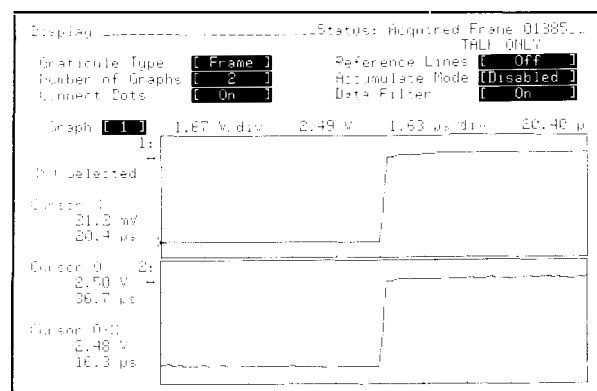 Display Status: Acquired Frame 01385
TALK ONLY
Graticule Type [ Frame ] Reference Lines [ Off ]
Number of Graphs [ 2 ] Accumulate Mode [Disabled ]
Connect Dots [ On ] Data Filter [ On ]
Graph [ 1 ] 1.67 V/div 2.49 V 1.63 µs/div 20.40 µ
1:
Selected
Cursor X
31.2 mV
20.4 µs
Cursor O 2:
2.50 V
36.7 µs
Cursor O-X
2.48 V
16.3 µs